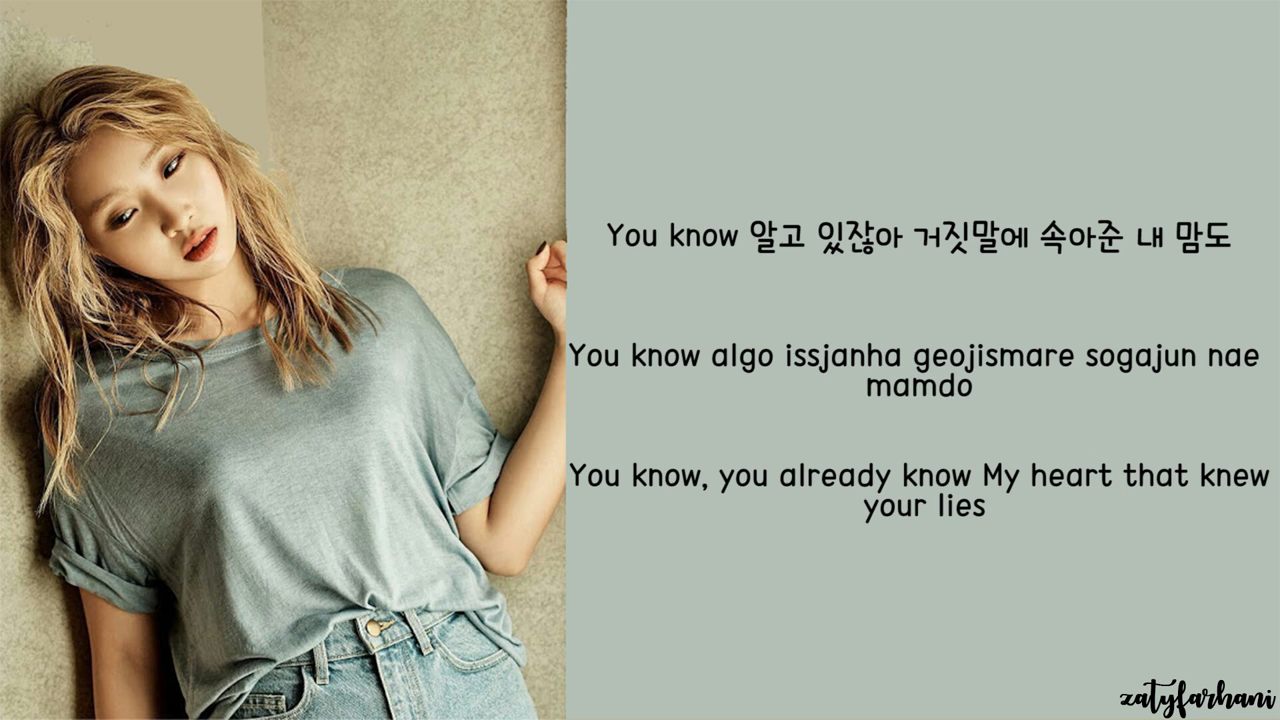 You know 알고 있잖아 거짓말에 속아준 내 맘도
You know algo issjanha geojismare sogajun nae
mamdo
You know, you already know My heart that knew
your lies
zatyfarhani